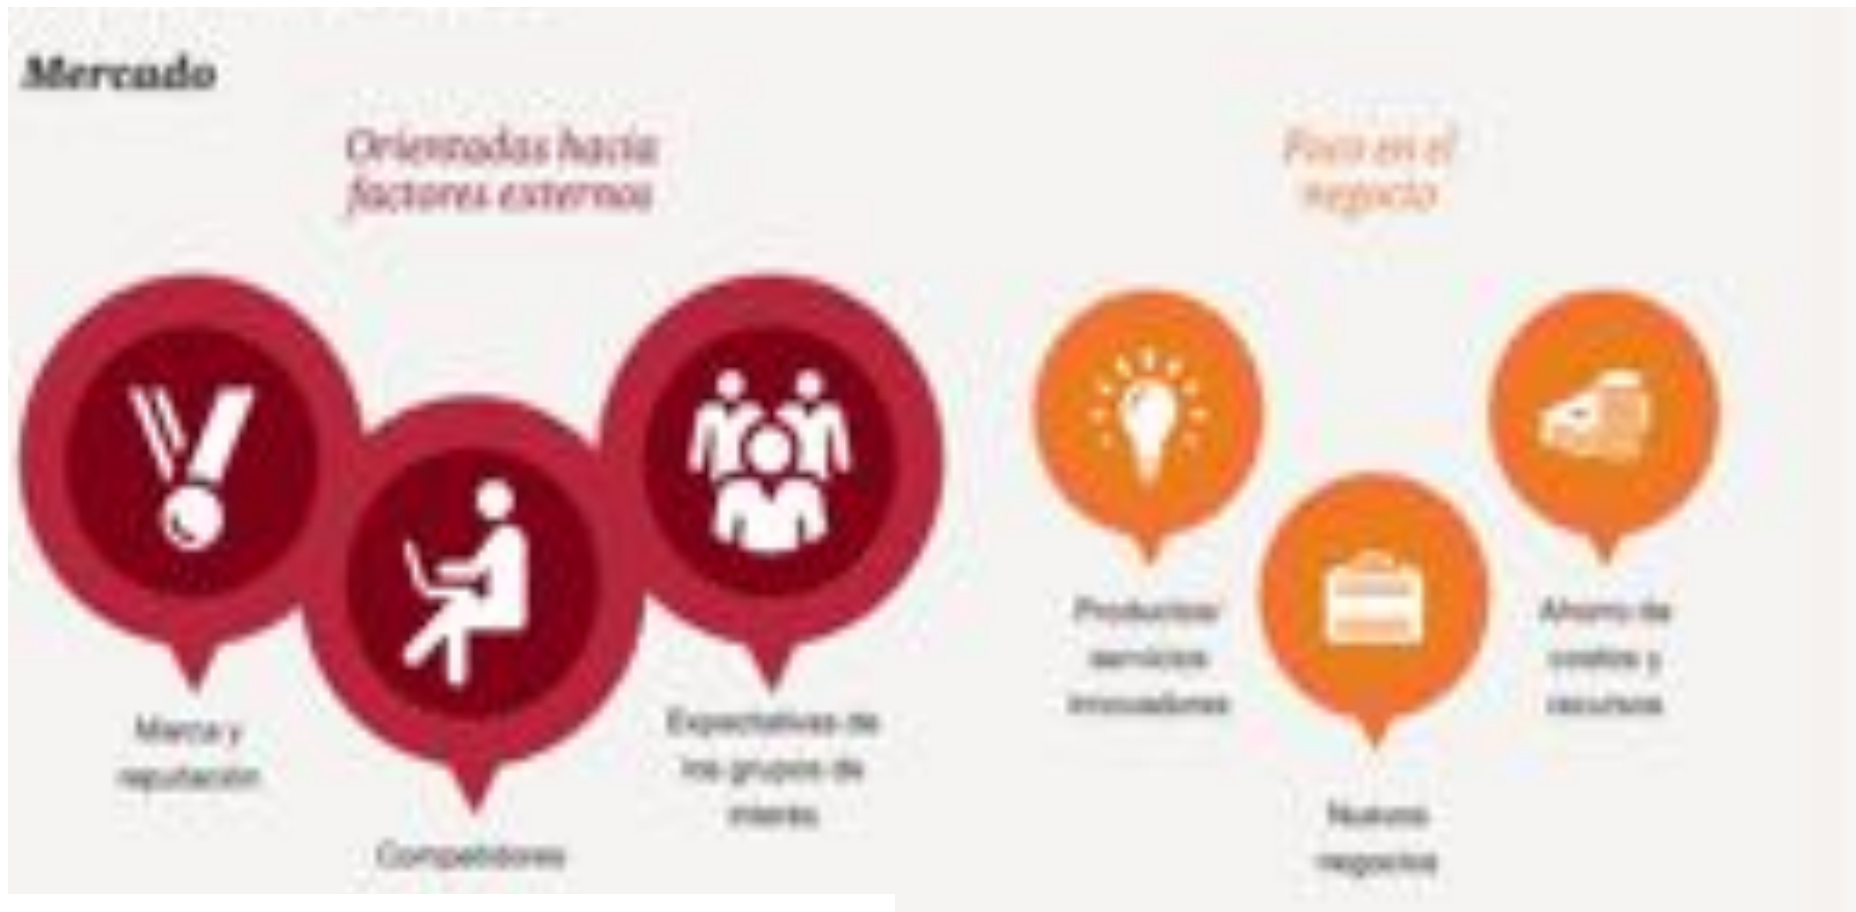 Mercado
Orientadas hacia
factores externos
Foco en el
negocio
Marca y
reputación
Competidores
Expectativas de
los grupos de
interés
Productos/
servicios
innovadores
Nuevos
negocios
Ahorro de
costos y
recursos